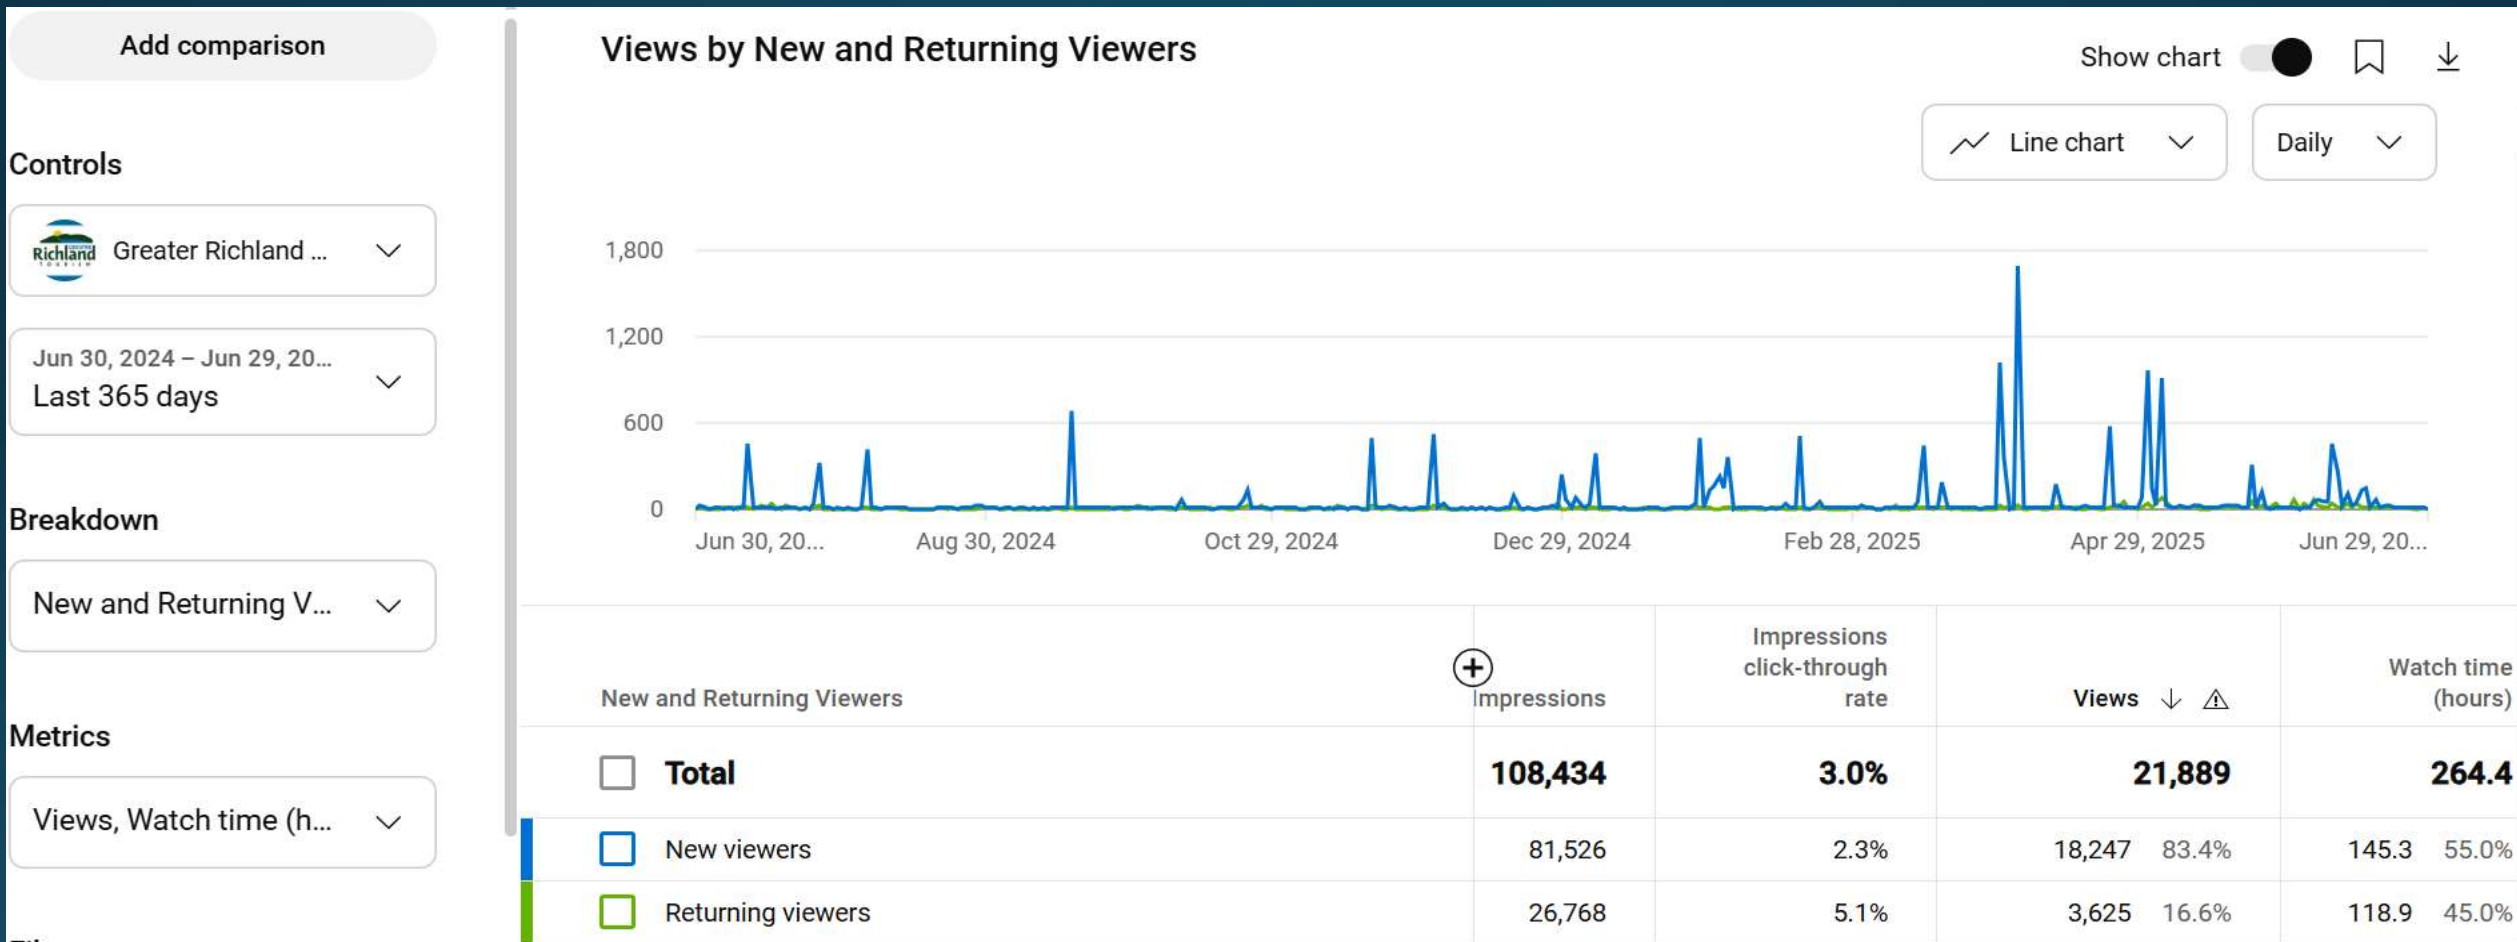 Add comparison
Controls
Richland
TOURISM
Greater Richland ...
Jun 30, 2024 – Jun 29, 20...
Last 365 days
Breakdown
New and Returning V...
Metrics
Views, Watch time (h...
Views by New and Returning Viewers
Show chart
Line chart
Daily
1,800
1,200
600
0
Jun 30, 20... Aug 30, 2024 Oct 29, 2024 Dec 29, 2024 Feb 28, 2025 Apr 29, 2025 Jun 29, 20...
New and Returning Viewers
Impressions
Impressions
click-through
rate
Views
Watch time
(hours)
Total 108,434 3.0% 21,889 264.4
New viewers 81,526 2.3% 18,247 83.4% 145.3 55.0%
Returning viewers 26,768 5.1% 3,625 16.6% 118.9 45.0%